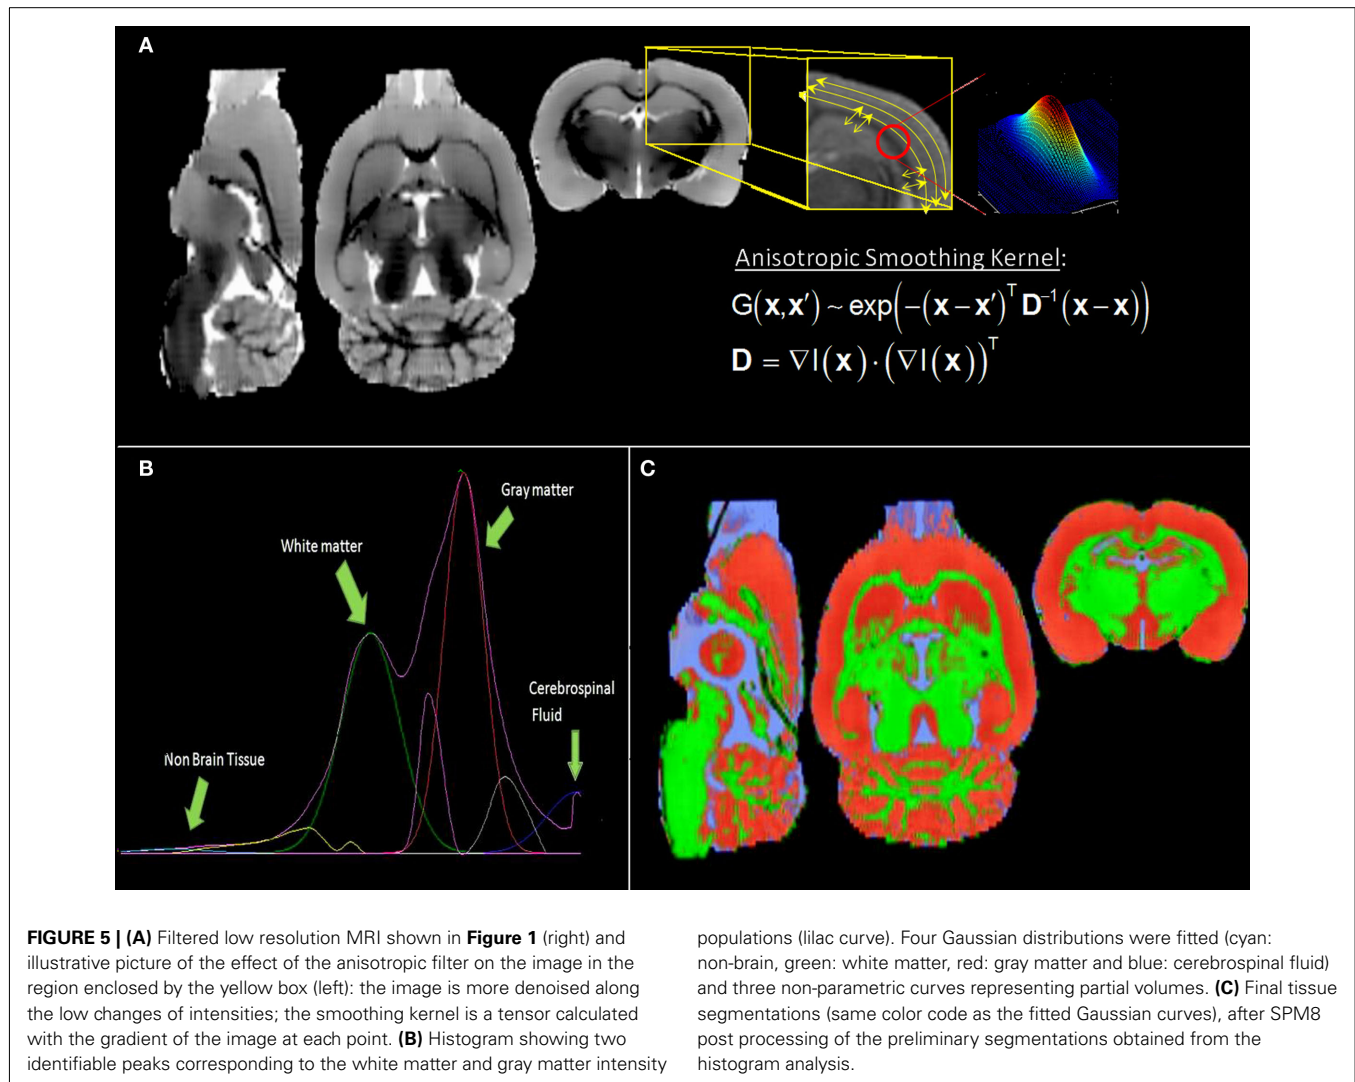 A
Anisotropic Smoothing Kernel:
G(x,x′) ~ exp(−(x−x′)ᵀ D⁻¹(x−x))
D = ∇I(x)·(∇I(x))ᵀ
B
Gray matter
White matter
Cerebrospinal
Fluid
Non Brain Tissue
C
FIGURE 5 | (A) Filtered low resolution MRI shown in Figure 1 (right) and
illustrative picture of the effect of the anisotropic filter on the image in the
region enclosed by the yellow box (left): the image is more denoised along
the low changes of intensities; the smoothing kernel is a tensor calculated
with the gradient of the image at each point. (B) Histogram showing two
identifiable peaks corresponding to the white matter and gray matter intensity
populations (lilac curve). Four Gaussian distributions were fitted (cyan:
non-brain, green: white matter, red: gray matter and blue: cerebrospinal fluid)
and three non-parametric curves representing partial volumes. (C) Final tissue
segmentations (same color code as the fitted Gaussian curves), after SPM8
post processing of the preliminary segmentations obtained from the
histogram analysis.